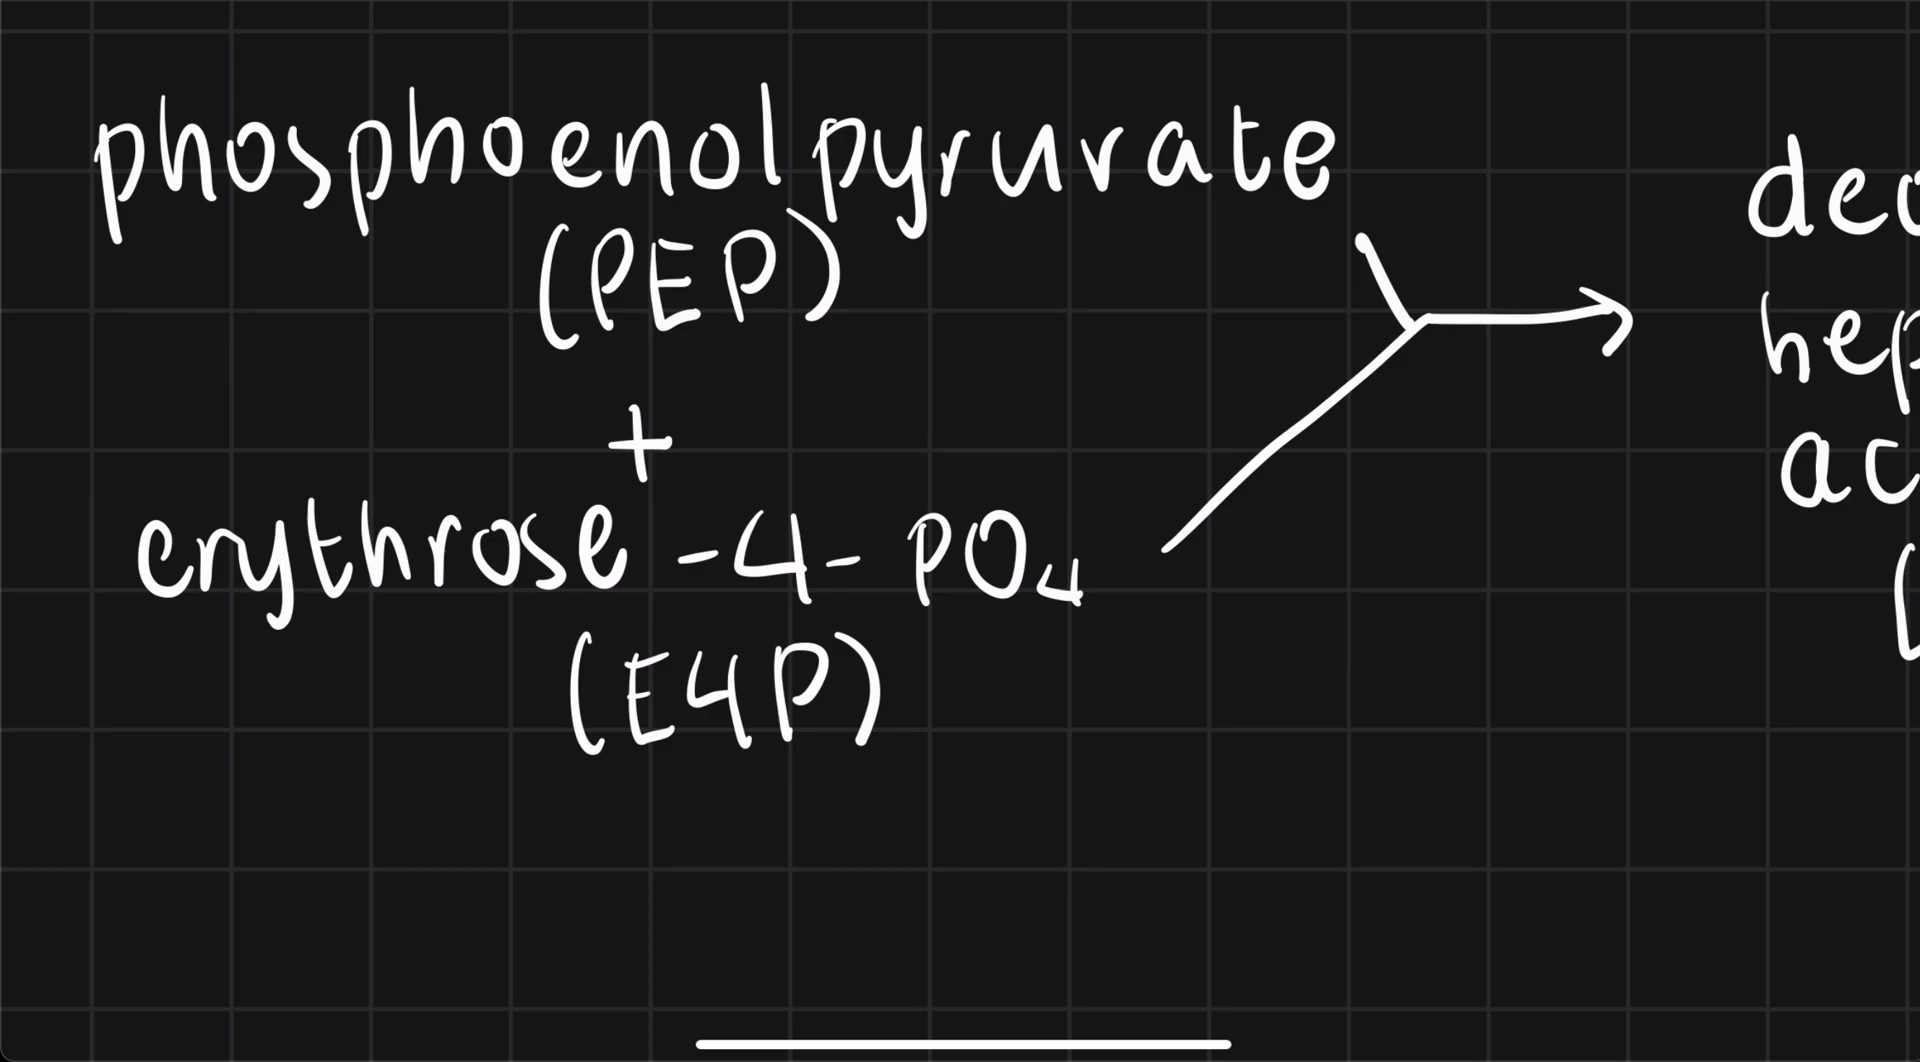 phosphoenolpyruvate
(PEP)
+
erythrose-4-PO₄
(E4P)